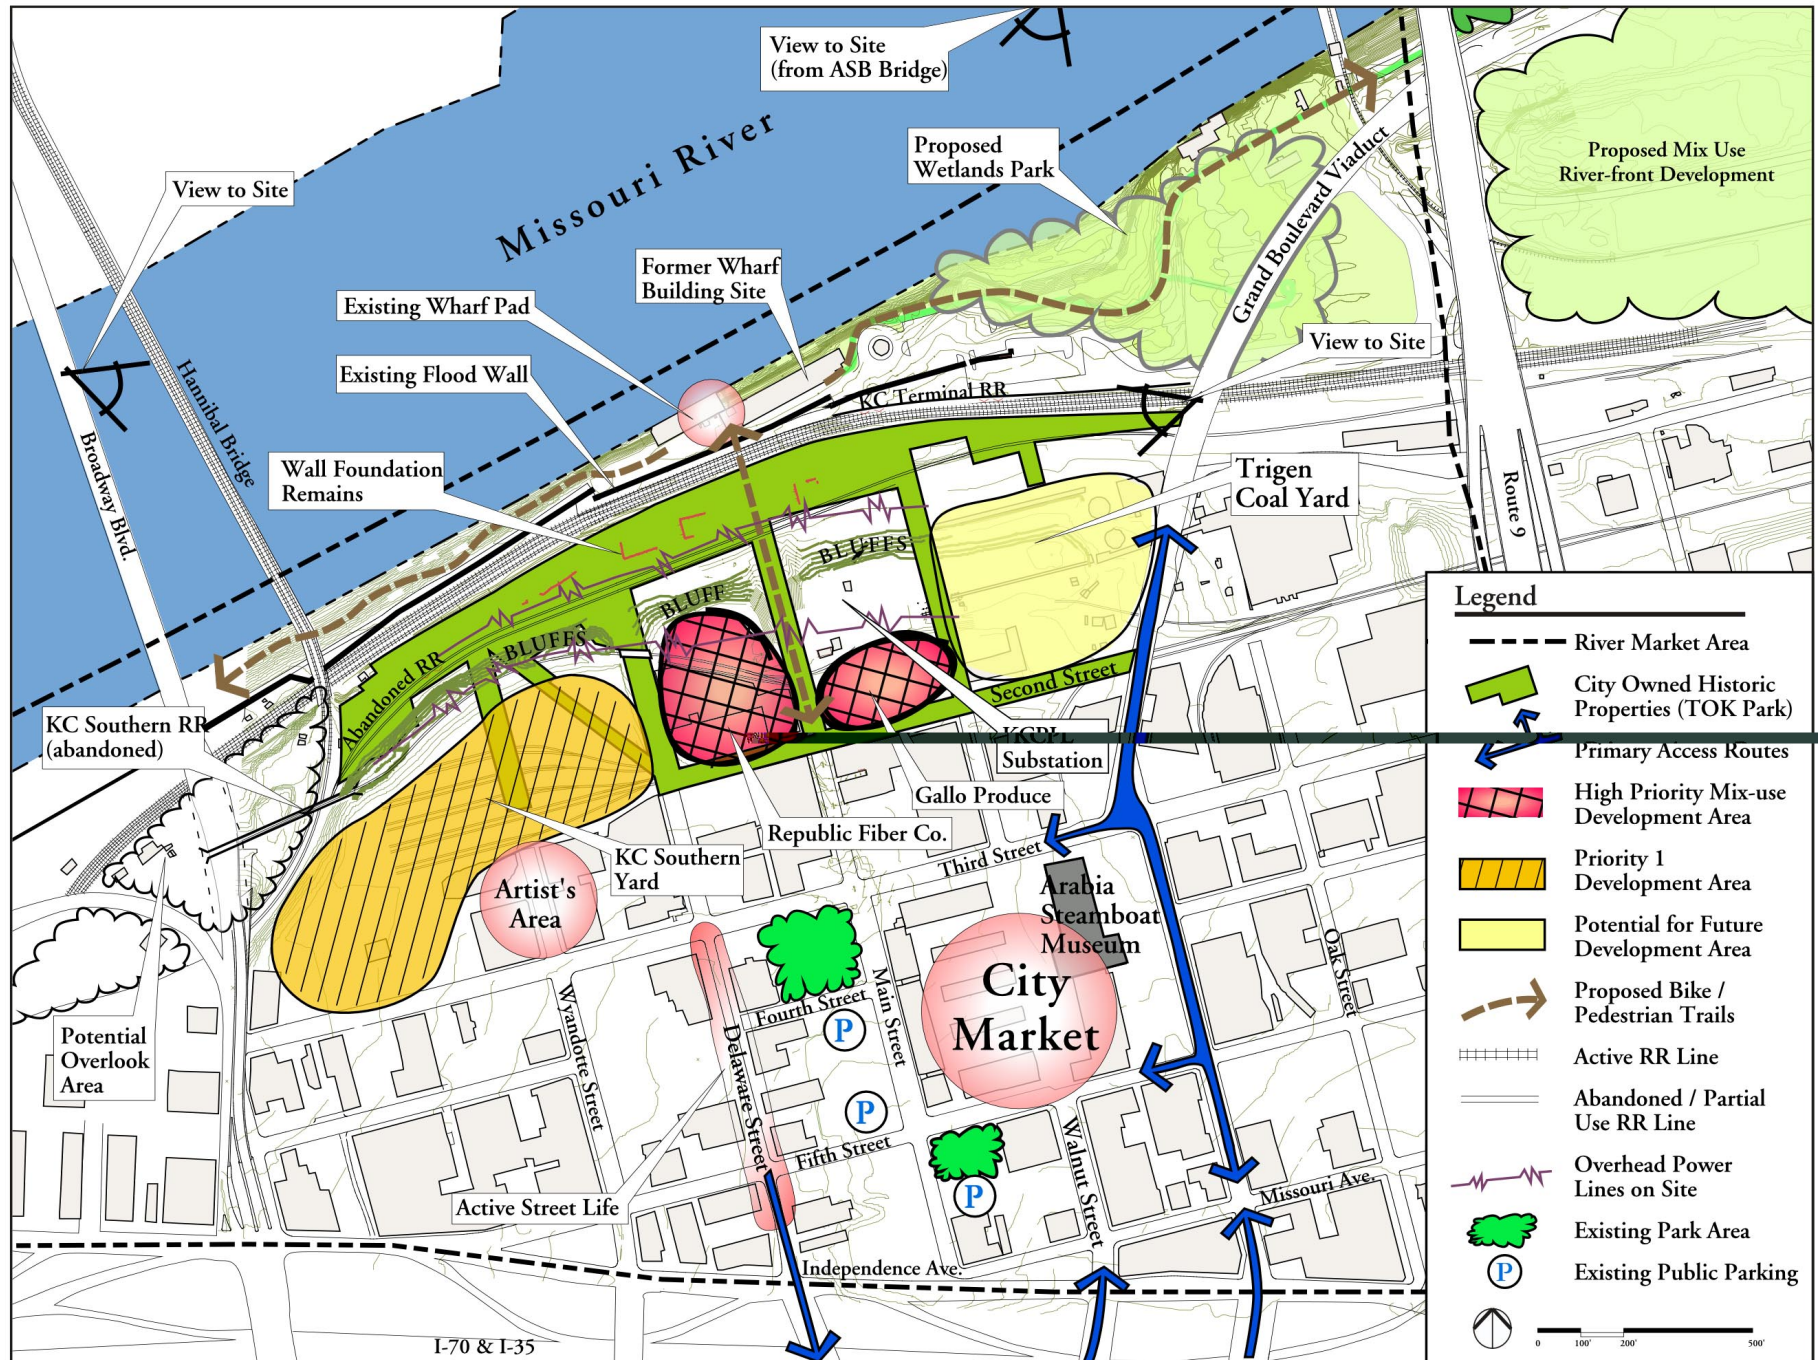 View to Site
(from ASB Bridge)
Missouri River
Proposed
Wetlands Park
Proposed Mix Use
River-front Development
View to Site
Grand Boulevard Viaduct
Former Wharf
Building Site
Existing Wharf Pad
View to Site
Existing Flood Wall
KC Terminal RR
Hannibal Bridge
Broadway Blvd.
Wall Foundation
Remains
Trigen
Coal Yard
Route 9
BLUFFS
BLUFF
BLUFFS
Abandoned RR
Second Street
KC Southern RR
(abandoned)
KCPL
Substation
Gallo Produce
Republic Fiber Co.
KC Southern
Yard
Third Street
Artist's
Area
Arabia
Steamboat
Museum
City
Market
Oak Street
Main Street
Fourth Street
P
Wyandotte Street
Delaware Street
Potential
Overlook
Area
P
Fifth Street
Walnut Street
P
Missouri Ave.
Active Street Life
Independence Ave.
I-70 & I-35
Legend
River Market Area
City Owned Historic
Properties (TOK Park)
Primary Access Routes
High Priority Mix-use
Development Area
Priority 1
Development Area
Potential for Future
Development Area
Proposed Bike /
Pedestrian Trails
Active RR Line
Abandoned / Partial
Use RR Line
Overhead Power
Lines on Site
Existing Park Area
P
Existing Public Parking
0 100' 200' 500'